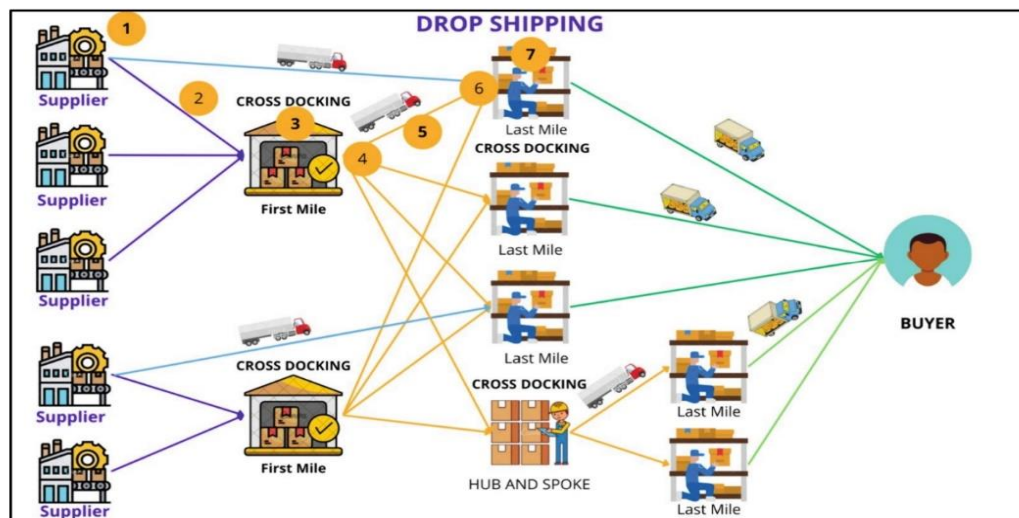 DROP SHIPPING
1
7
Supplier
2
CROSS DOCKING
6
3
5
Last Mile
4
CROSS DOCKING
Supplier
First Mile
Last Mile
Supplier
BUYER
Last Mile
CROSS DOCKING
CROSS DOCKING
Supplier
Last Mile
First Mile
HUB AND SPOKE
Last Mile
Supplier